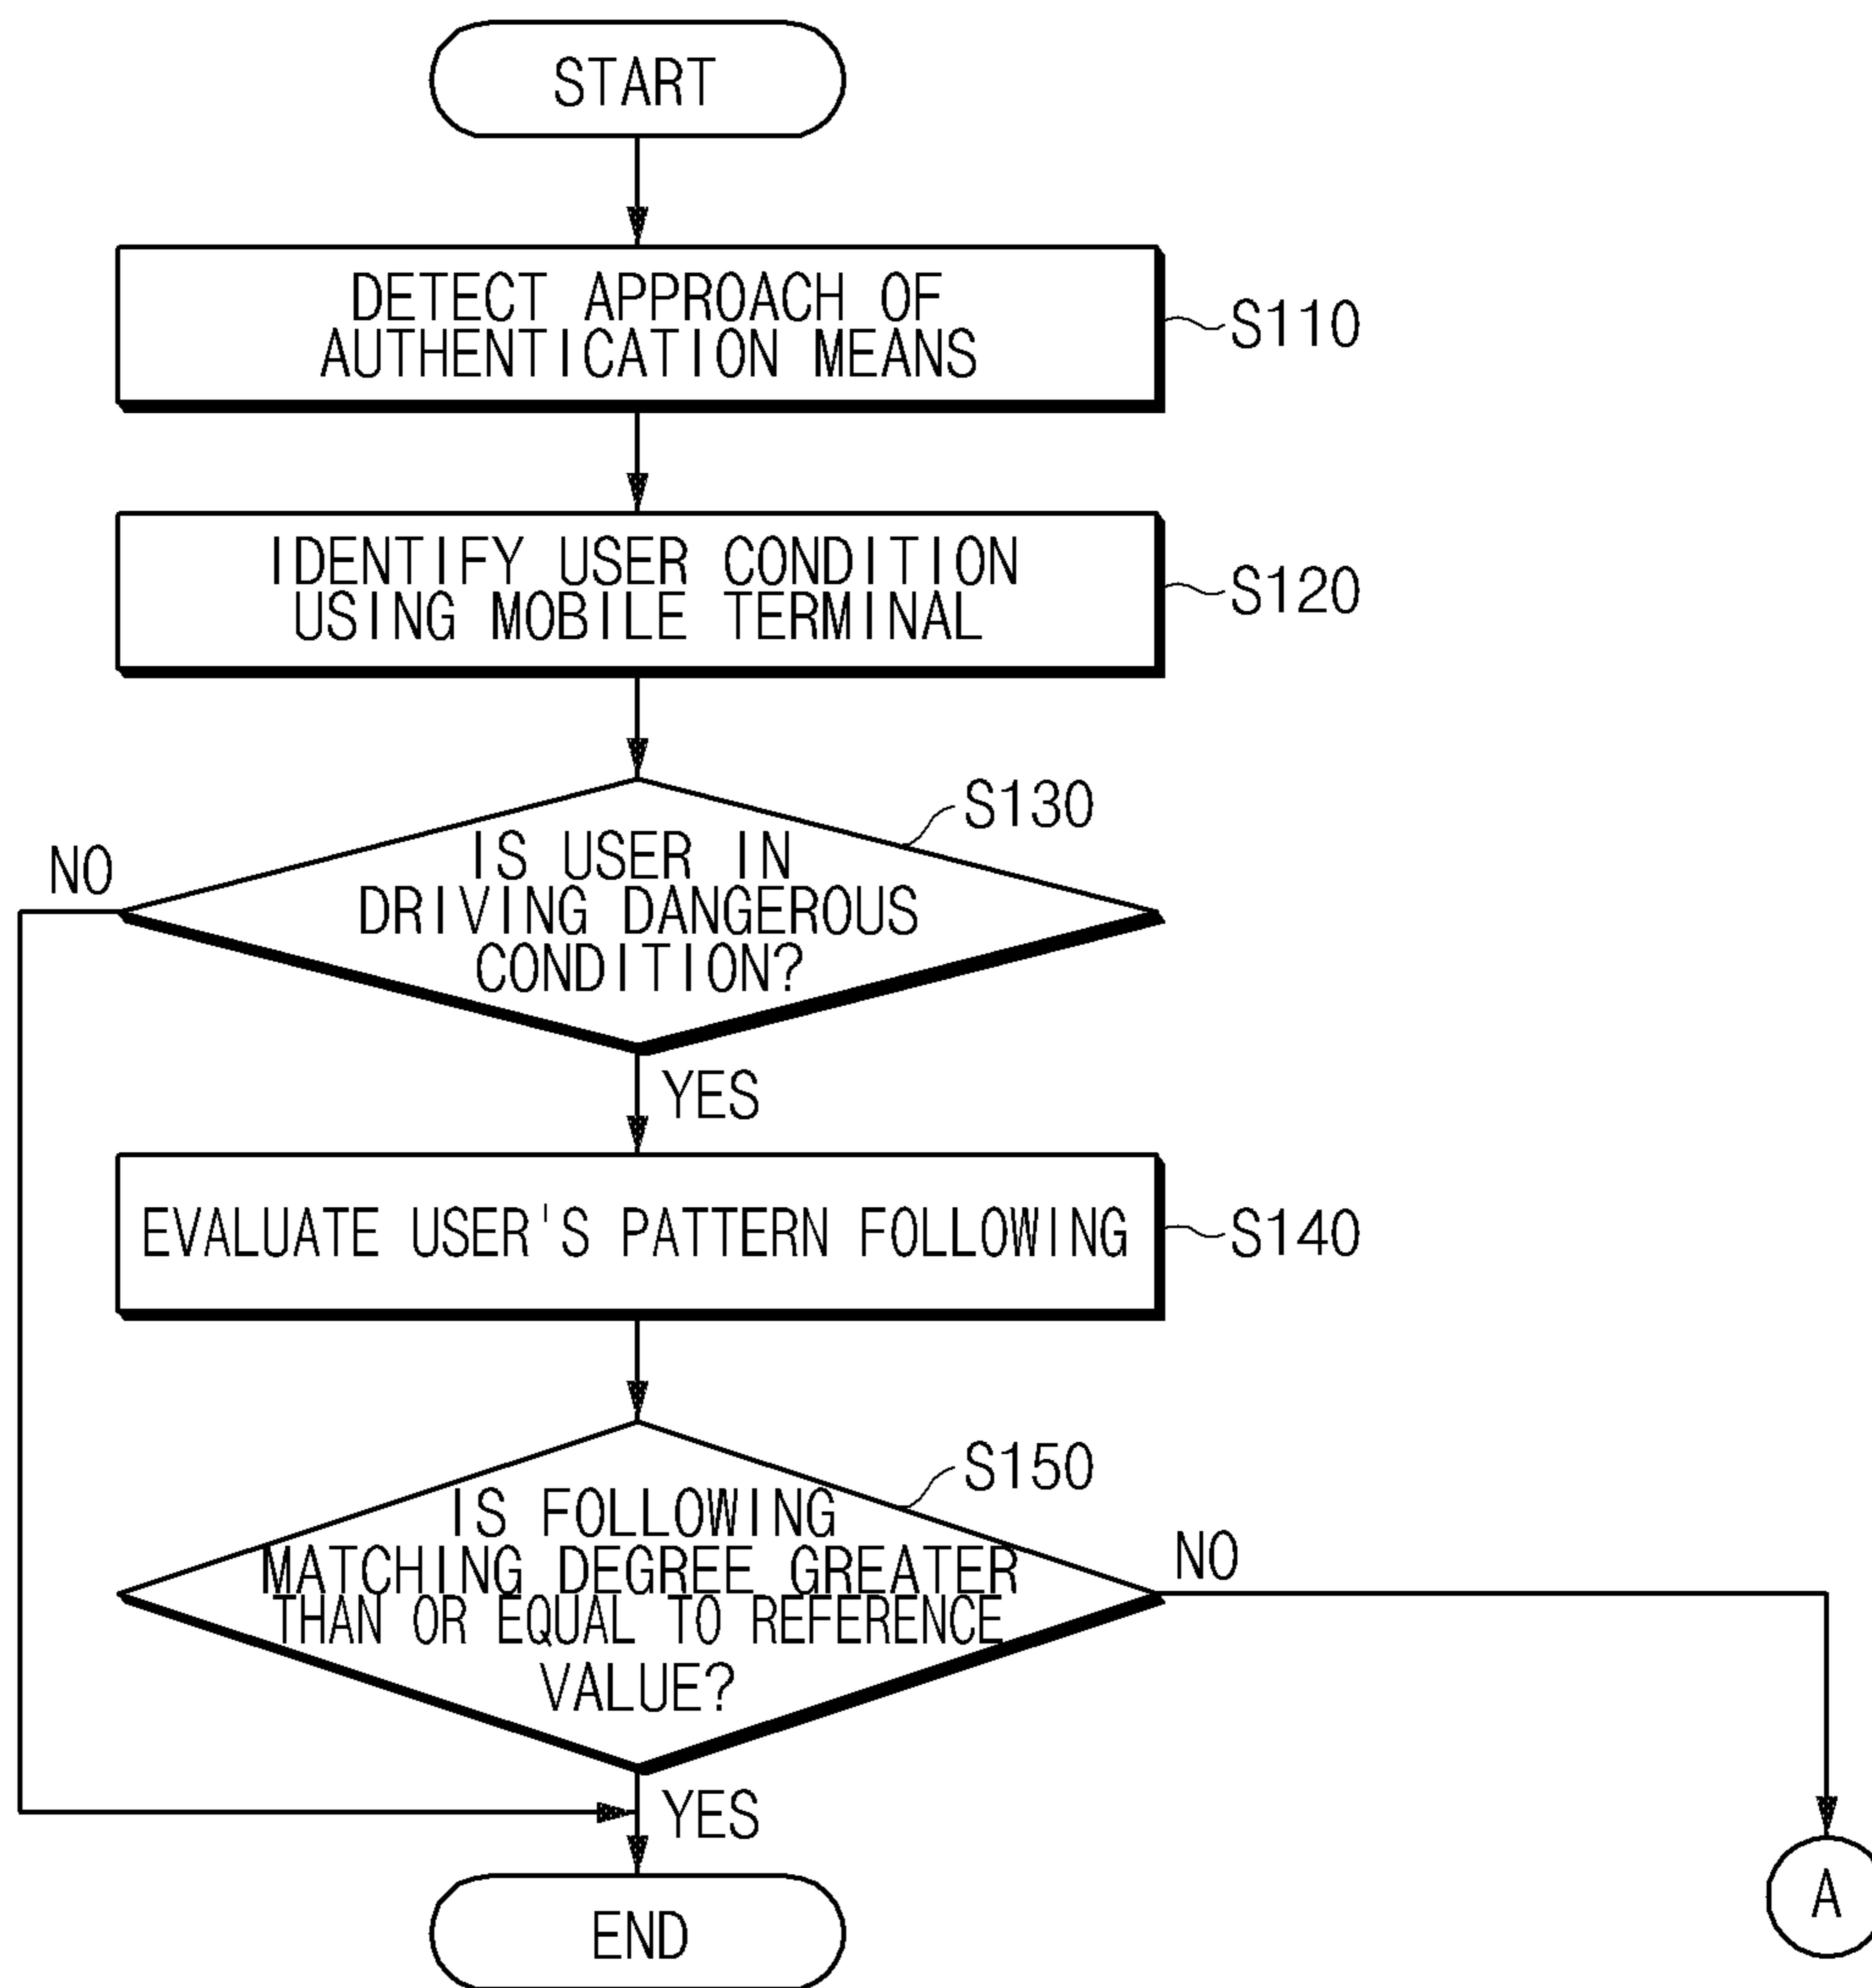 START
DETECT APPROACH OF
AUTHENTICATION MEANS
S110
IDENTIFY USER CONDITION
USING MOBILE TERMINAL
S120
S130
NO
IS USER IN
DRIVING DANGEROUS
CONDITION?
YES
EVALUATE USER'S PATTERN FOLLOWING
S140
S150
IS FOLLOWING
MATCHING DEGREE GREATER
THAN OR EQUAL TO REFERENCE
VALUE?
NO
YES
END
A